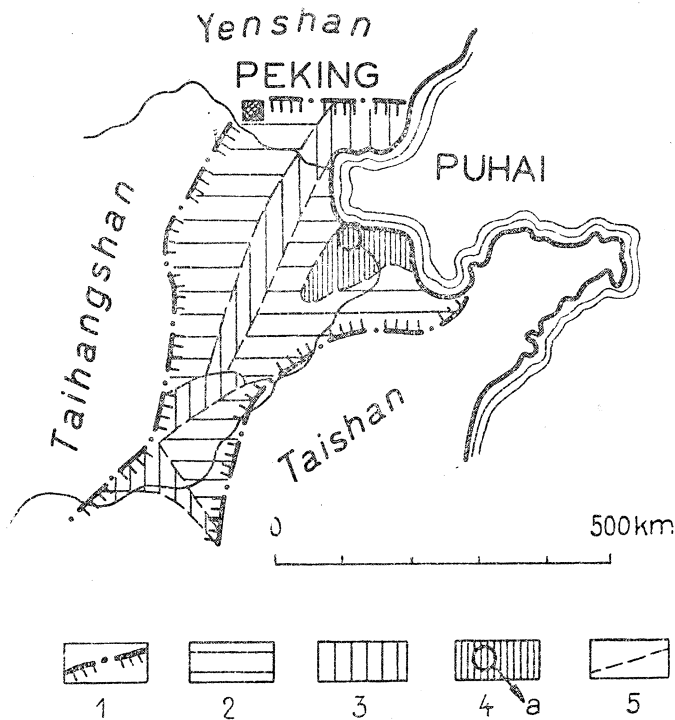 Yenshan
PEKING
PUHAI
Taihangshan
Taishan
0 500km
1 2 3 4 a 5